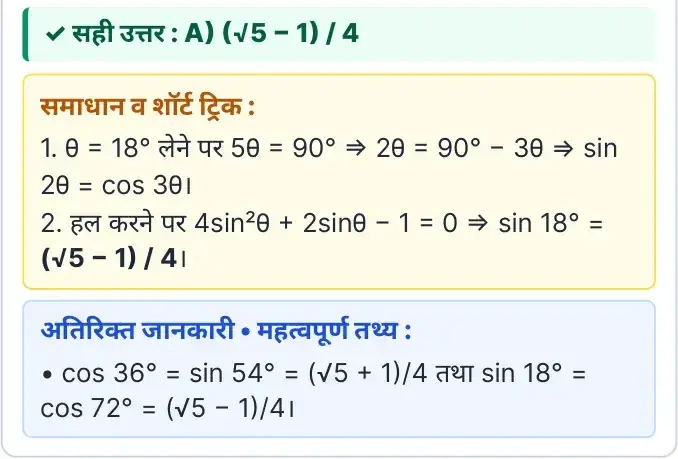 ✓ सही उत्तर : A) (√5 − 1) / 4
समाधान व शॉर्ट ट्रिक :
1. θ = 18° लेने पर 5θ = 90° ⇒ 2θ = 90° − 3θ ⇒ sin
2θ = cos 3θ।
2. हल करने पर 4sin²θ + 2sinθ − 1 = 0 ⇒ sin 18° =
(√5 − 1) / 4।
अतिरिक्त जानकारी • महत्वपूर्ण तथ्य :
• cos 36° = sin 54° = (√5 + 1)/4 तथा sin 18° =
cos 72° = (√5 − 1)/4।